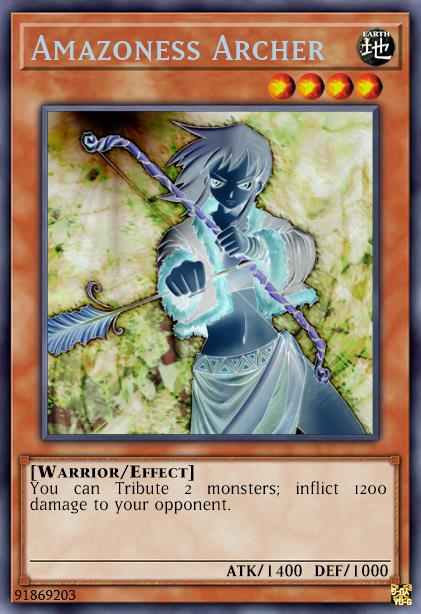 AMAZONESS ARCHER
EARTH
地
[WARRIOR/EFFECT]
You can Tribute 2 monsters; inflict 1200
damage to your opponent.
ATK/1400 DEF/1000
91869203